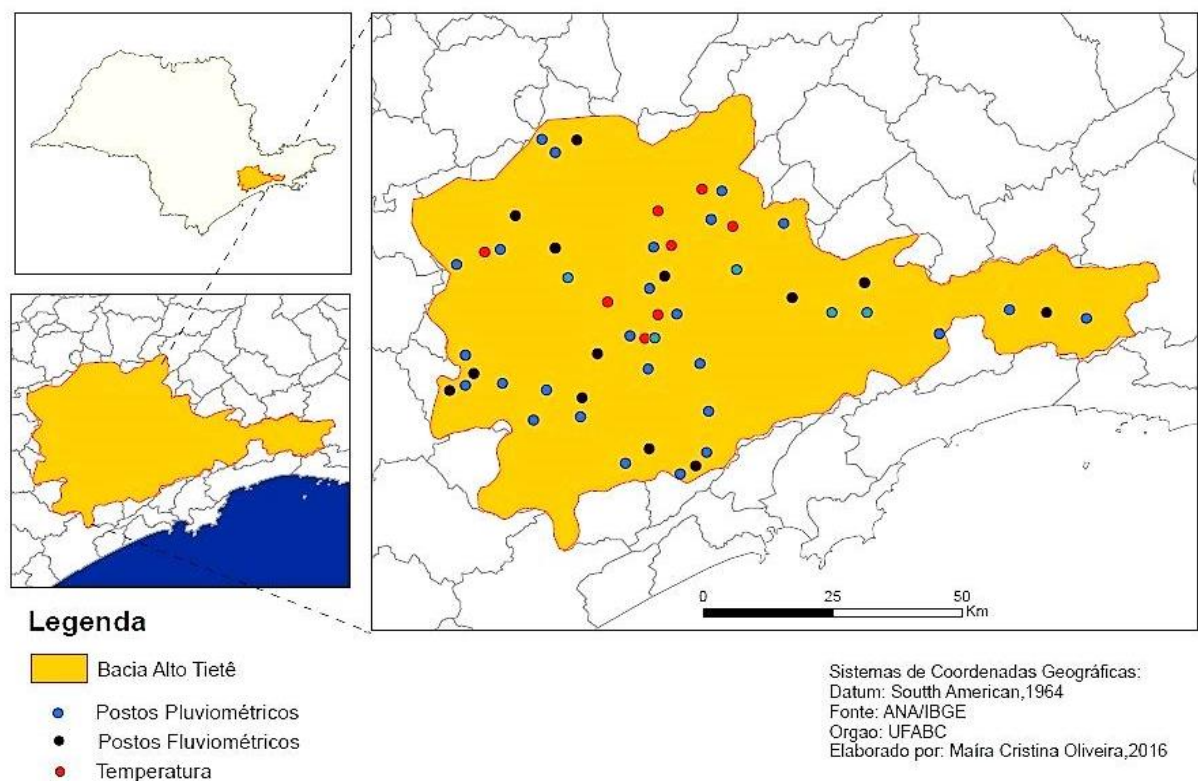 0
25
50
Km
Legenda
Bacia Alto Tietê
Postos Pluviométricos
Postos Fluviométricos
Temperatura
Sistemas de Coordenadas Geográficas:
Datum: Soutth American,1964
Fonte: ANA/IBGE
Orgao: UFABC
Elaborado por: Maíra Cristina Oliveira,2016